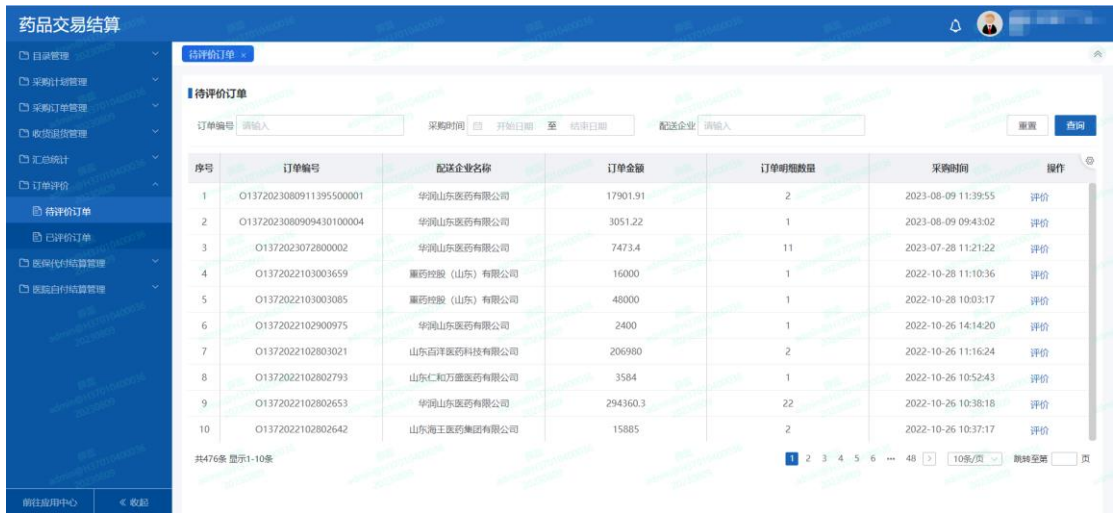 药品交易结算
目录管理
采购计划管理
采购订单管理
收货退货管理
汇总统计
订单评价
待评价订单
已评价订单
医保代付结算管理
医院自付结算管理
前往应用中心 收起
待评价订单 ×
待评价订单
订单编号 请输入 采购时间 开始日期 至 结束日期 配送企业 请输入 重置 查询
序号 订单编号 配送企业名称 订单金额 订单明细数量 采购时间 操作
1 O1372023080911395500001 华润山东医药有限公司 17901.91 2 2023-08-09 11:39:55 评价
2 O1372023080909430100004 华润山东医药有限公司 3051.22 1 2023-08-09 09:43:02 评价
3 O1372023072800002 华润山东医药有限公司 7473.4 11 2023-07-28 11:21:22 评价
4 O1372022103003659 重药控股（山东）有限公司 16000 1 2022-10-28 11:10:36 评价
5 O1372022103003085 重药控股（山东）有限公司 48000 1 2022-10-28 10:03:17 评价
6 O1372022102900975 华润山东医药有限公司 2400 1 2022-10-26 14:14:20 评价
7 O1372022102803021 山东百洋医药科技有限公司 206980 2 2022-10-26 11:16:24 评价
8 O1372022102802793 山东仁和万盛医药有限公司 3584 1 2022-10-26 10:52:43 评价
9 O1372022102802653 华润山东医药有限公司 294360.3 22 2022-10-26 10:38:18 评价
10 O1372022102802642 山东海王医药集团有限公司 15885 2 2022-10-26 10:37:17 评价
共476条 显示1-10条 1 2 3 4 5 6 ··· 48 > 10条/页 跳转至第 页